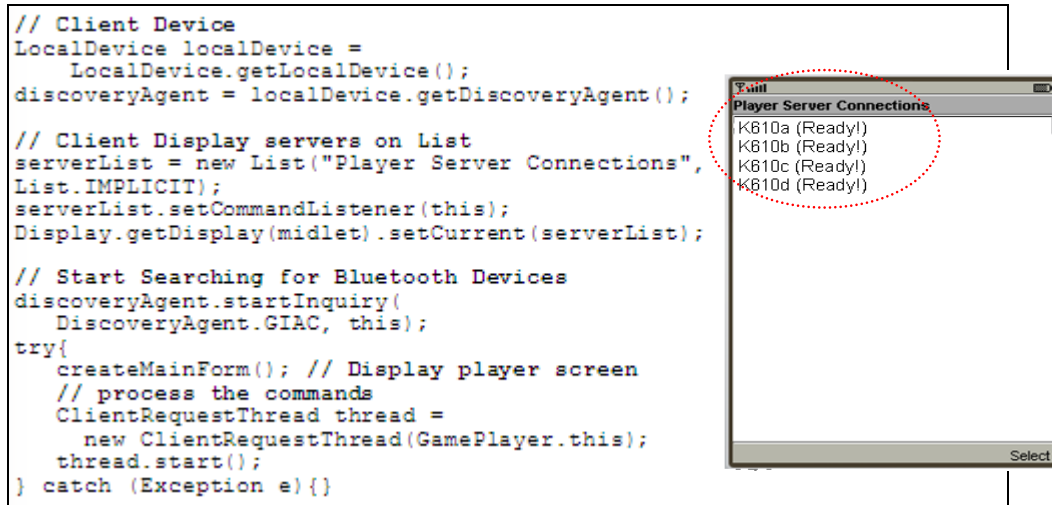 // Client Device
LocalDevice localDevice =
    LocalDevice.getLocalDevice();
discoveryAgent = localDevice.getDiscoveryAgent();

// Client Display servers on List
serverList = new List("Player Server Connections",
List.IMPLICIT);
serverList.setCommandListener(this);
Display.getDisplay(midlet).setCurrent(serverList);

// Start Searching for Bluetooth Devices
discoveryAgent.startInquiry(
   DiscoveryAgent.GIAC, this);
try{
   createMainForm(); // Display player screen
   // process the commands
   ClientRequestThread thread =
     new ClientRequestThread(GamePlayer.this);
   thread.start();
} catch (Exception e){}
Player Server Connections
K610a (Ready!)
K610b (Ready!)
K610c (Ready!)
K610d (Ready!)
Select